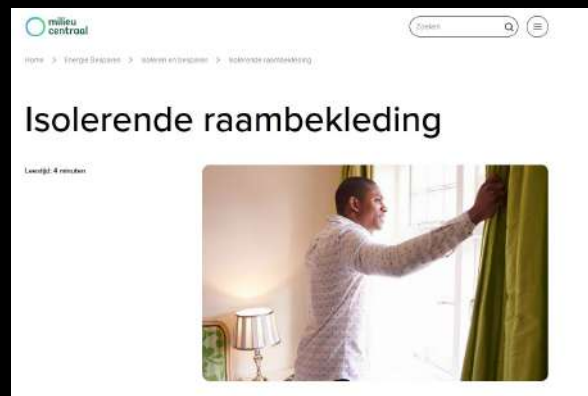 milieu
centraal
Zoeken
Home > Energie Besparen > Isoleren en besparen > Isolerende raambekleding
Isolerende raambekleding
Leestijd: 4 minuten